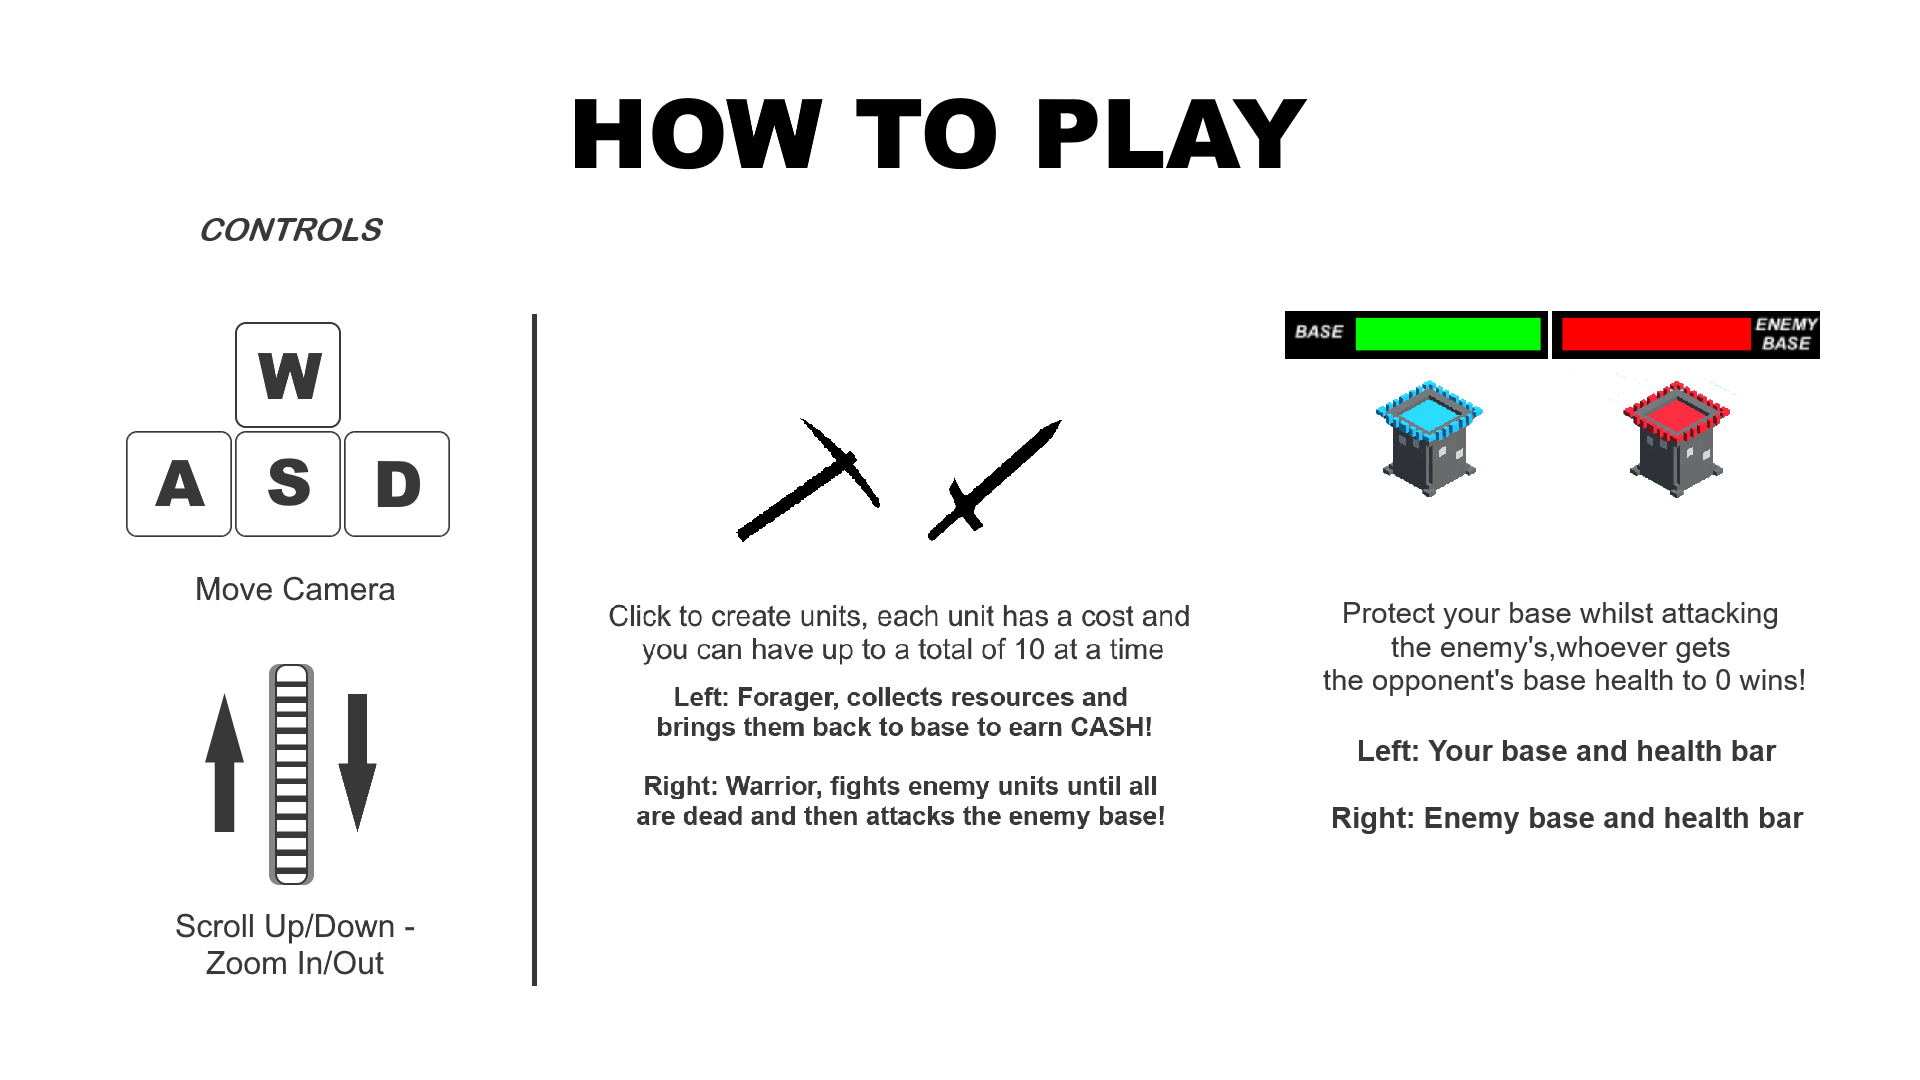 HOW TO PLAY
CONTROLS
W
A S D
Move Camera
Scroll Up/Down -
Zoom In/Out
Click to create units, each unit has a cost and
you can have up to a total of 10 at a time
Left: Forager, collects resources and
brings them back to base to earn CASH!
Right: Warrior, fights enemy units until all
are dead and then attacks the enemy base!
BASE
ENEMY
BASE
Protect your base whilst attacking
the enemy's,whoever gets
the opponent's base health to 0 wins!
Left: Your base and health bar
Right: Enemy base and health bar